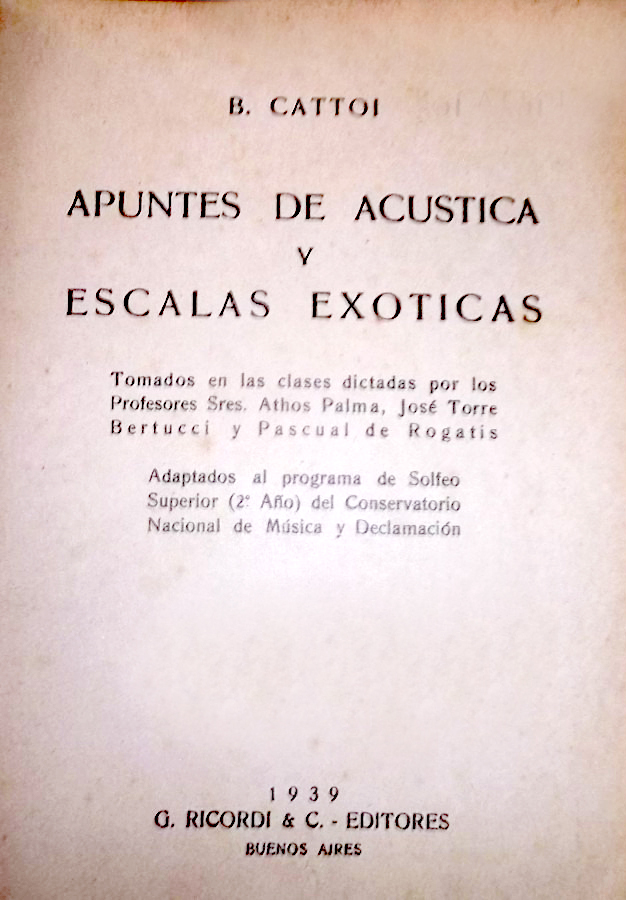 B. CATTOI
APUNTES DE ACUSTICA
Y
ESCALAS EXOTICAS
Tomados en las clases dictadas por los
Profesores Sres. Athos Palma, José Torre
Bertucci y Pascual de Rogatis
Adaptados al programa de Solfeo
Superior (2º Año) del Conservatorio
Nacional de Música y Declamación
1939
G. RICORDI & C. - EDITORES
BUENOS AIRES